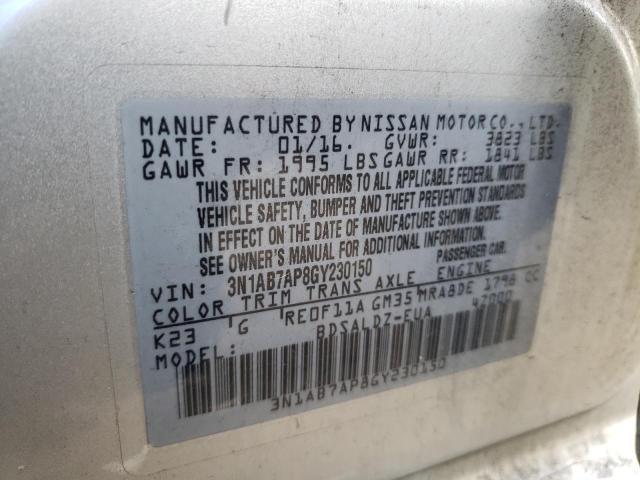 MANUFACTURED BY NISSAN MOTOR CO., LTD.
DATE: 01/16. GVWR: 3823 LBS
GAWR FR: 1995 LBS GAWR RR: 1841 LBS
THIS VEHICLE CONFORMS TO ALL APPLICABLE FEDERAL MOTOR
VEHICLE SAFETY, BUMPER AND THEFT PREVENTION STANDARDS
IN EFFECT ON THE DATE OF MANUFACTURE SHOWN ABOVE.
SEE OWNER'S MANUAL FOR ADDITIONAL INFORMATION
VIN: 3N1AB7AP8GY230150 PASSENGER CAR.
COLOR TRIM TRANS AXLE ENGINE
K23 G RE0F11A GM35 MRA8DE 1798 CC
MODEL: BDSALDZ-EUA 4Z000
3N1AB7AP8GY230150